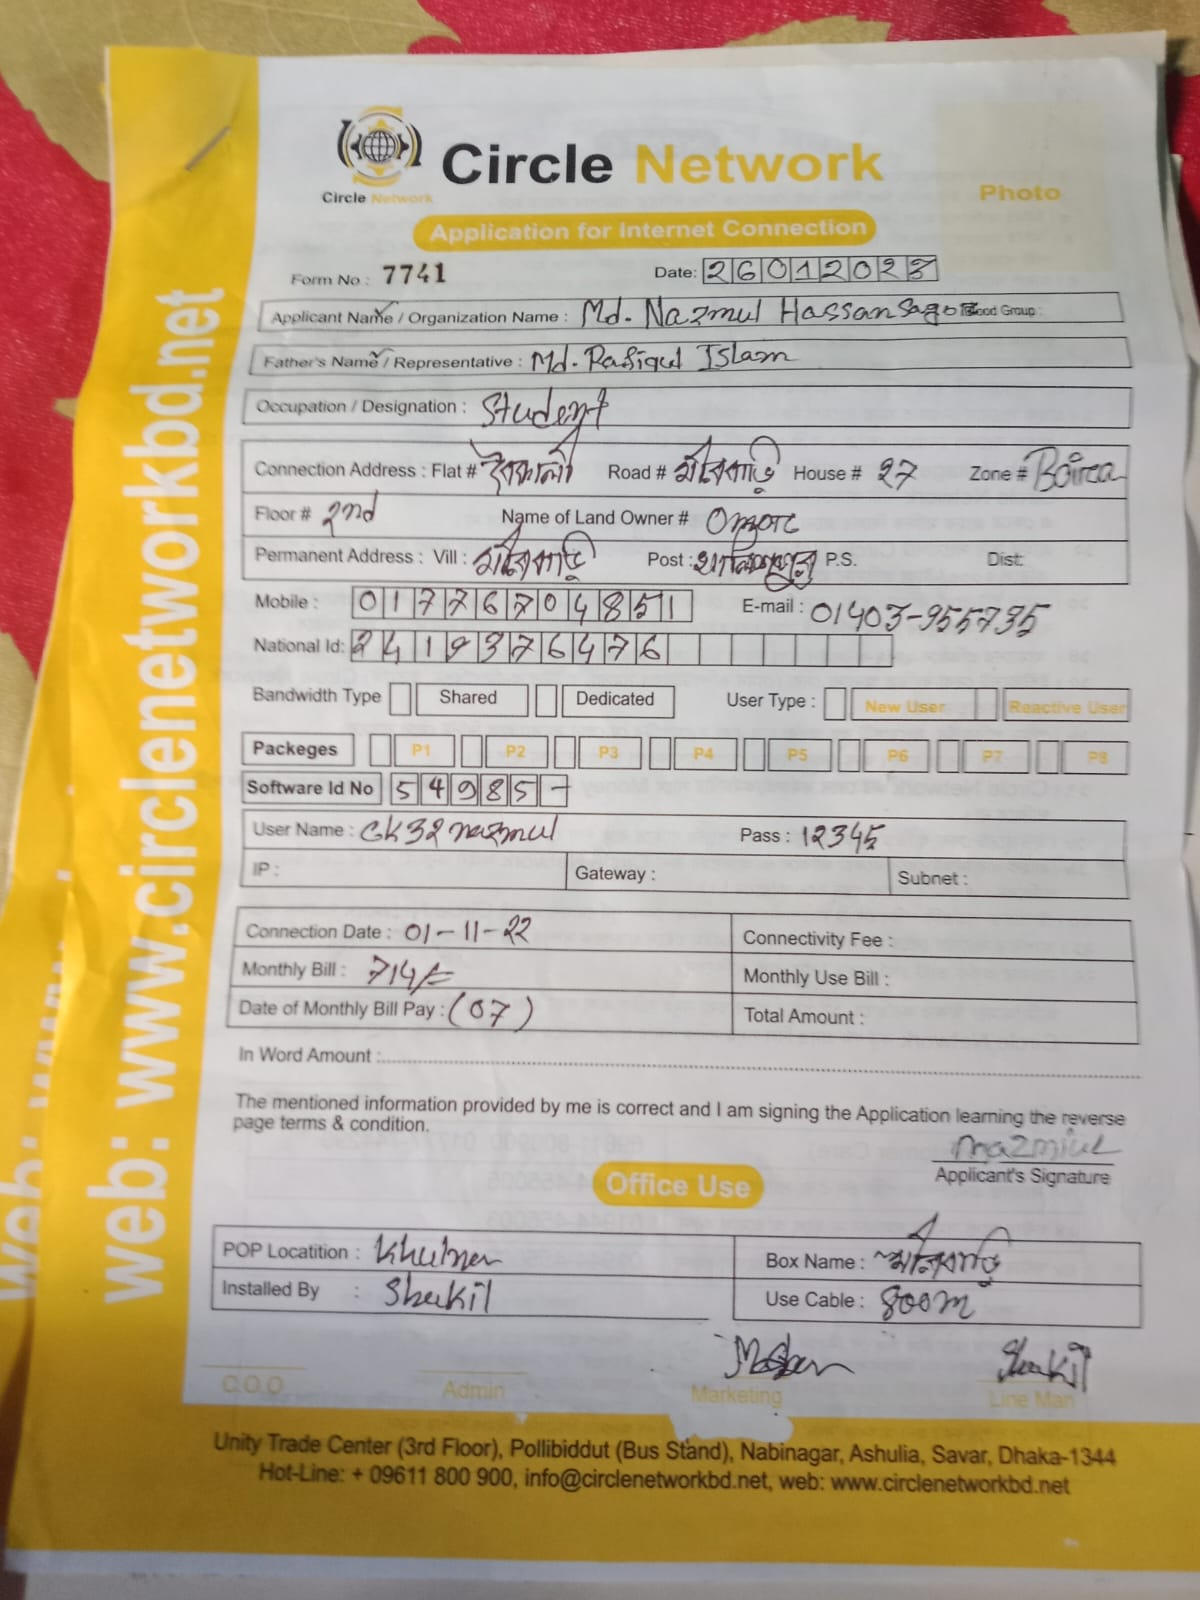 Circle Network
Circle Network
Photo
Application for Internet Connection
Form No : 7741 Date: 26012023
Applicant Name / Organization Name : Md. Nazmul Hassan Sagor Blood Group :
Father's Name / Representative : Md. Rafiqul Islam
Occupation / Designation : Student
Connection Address : Flat # Road # House # 27 Zone # Boira
Floor # 2nd Name of Land Owner #
Permanent Address : Vill : Post : P.S. Dist:
Mobile : 01776704851 E-mail : 01403-955735
National Id: 2419376476
Bandwidth Type Shared Dedicated User Type : New User Reactive User
Packeges P1 P2 P3 P4 P5 P6 P7 P8
Software Id No 54985-
User Name : CK32 nazmul Pass : 12345
IP : Gateway : Subnet :
Connection Date : 01-11-22 Connectivity Fee :
Monthly Bill : 714/= Monthly Use Bill :
Date of Monthly Bill Pay : (07) Total Amount :
In Word Amount :
The mentioned information provided by me is correct and I am signing the Application learning the reverse
page terms & condition.
Nazmiul
Applicant's Signature
Office Use
POP Locatition : Khulna Box Name :
Installed By : Shakil Use Cable : 800m
Shakil
C.O.O Admin Marketing Line Man
Unity Trade Center (3rd Floor), Pollibiddut (Bus Stand), Nabinagar, Ashulia, Savar, Dhaka-1344
Hot-Line: + 09611 800 900, info@circlenetworkbd.net, web: www.circlenetworkbd.net
web: www.circlenetworkbd.net